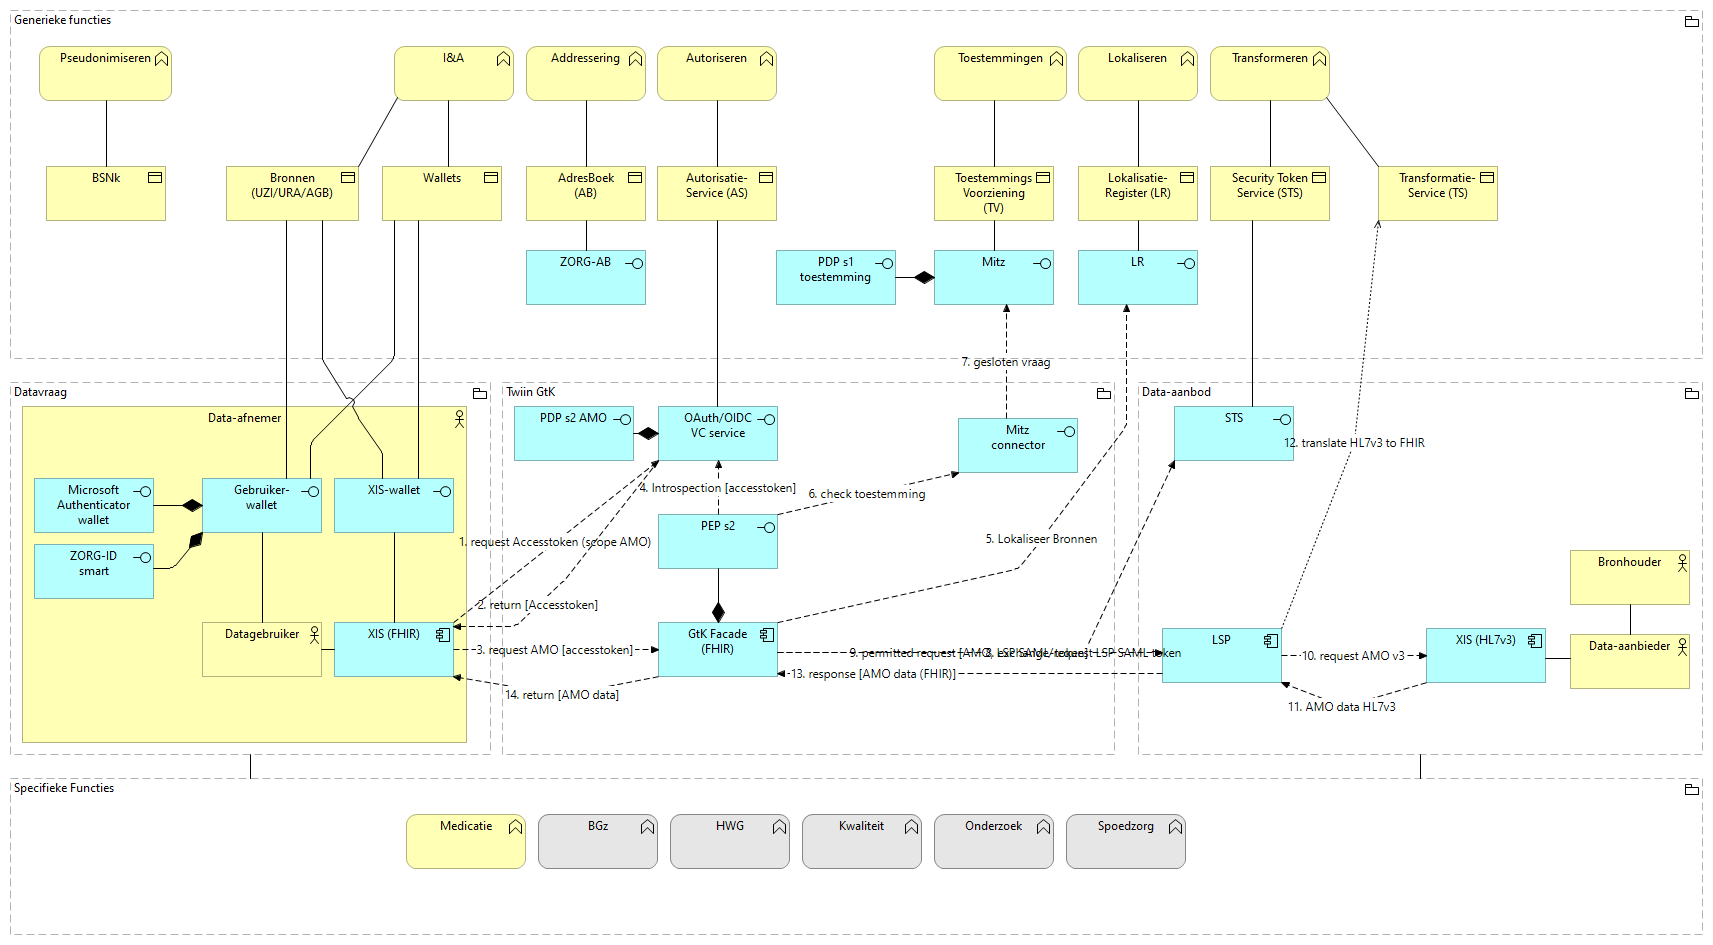 Generieke functies
Pseudonimiseren
I&A
Addressering
Autoriseren
Toestemmingen
Lokaliseren
Transformeren
BSNk
Bronnen
(UZI/URA/AGB)
Wallets
AdresBoek
(AB)
Autorisatie-
Service (AS)
Toestemmings
Voorziening
(TV)
Lokalisatie-
Register (LR)
Security Token
Service (STS)
Transformatie-
Service (TS)
ZORG-AB
PDP s1
toestemming
Mitz
LR
7. gesloten vraag
Datavraag
Data-afnemer
Microsoft
Authenticator
wallet
Gebruiker-
wallet
XIS-wallet
ZORG-ID
smart
Datagebruiker
XIS (FHIR)
Twiin GtK
PDP s2 AMO
OAuth/OIDC
VC service
Mitz
connector
4. Introspection [accesstoken]
6. check toestemming
PEP s2
1. request Accesstoken (scope AMO)
5. Lokaliseer Bronnen
2. return [Accesstoken]
GtK Facade
(FHIR)
3. request AMO [accesstoken]
9. permitted request [AMO, LSP SAML-token]
8. exchange/request LSP SAML token
13. response [AMO data (FHIR)]
14. return [AMO data]
Data-aanbod
STS
12. translate HL7v3 to FHIR
Bronhouder
LSP
XIS (HL7v3)
Data-aanbieder
10. request AMO v3
11. AMO data HL7v3
Specifieke Functies
Medicatie
BGz
HWG
Kwaliteit
Onderzoek
Spoedzorg